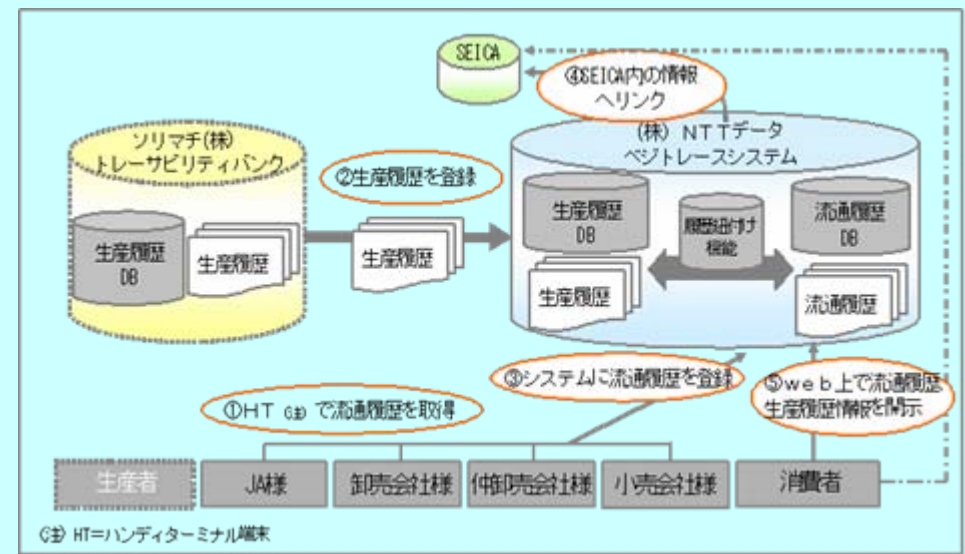 SEICA
④SEICA内の情報
へリンク
ソリマチ(株)
トレーサビリティバンク
(株)NTTデータ
ベジトレースシステム
②生産履歴を登録
生産履歴
DB
生産履歴
生産履歴
生産履歴
DB
履歴紐付け
機能
流通履歴
DB
生産履歴
流通履歴
③システムに流通履歴を登録
①HT(注)で流通履歴を取得
⑤web上で流通履歴
生産履歴情報を開示
生産者
JA様
卸売会社様
仲卸売会社様
小売会社様
消費者
(注) HT=ハンディターミナル端末